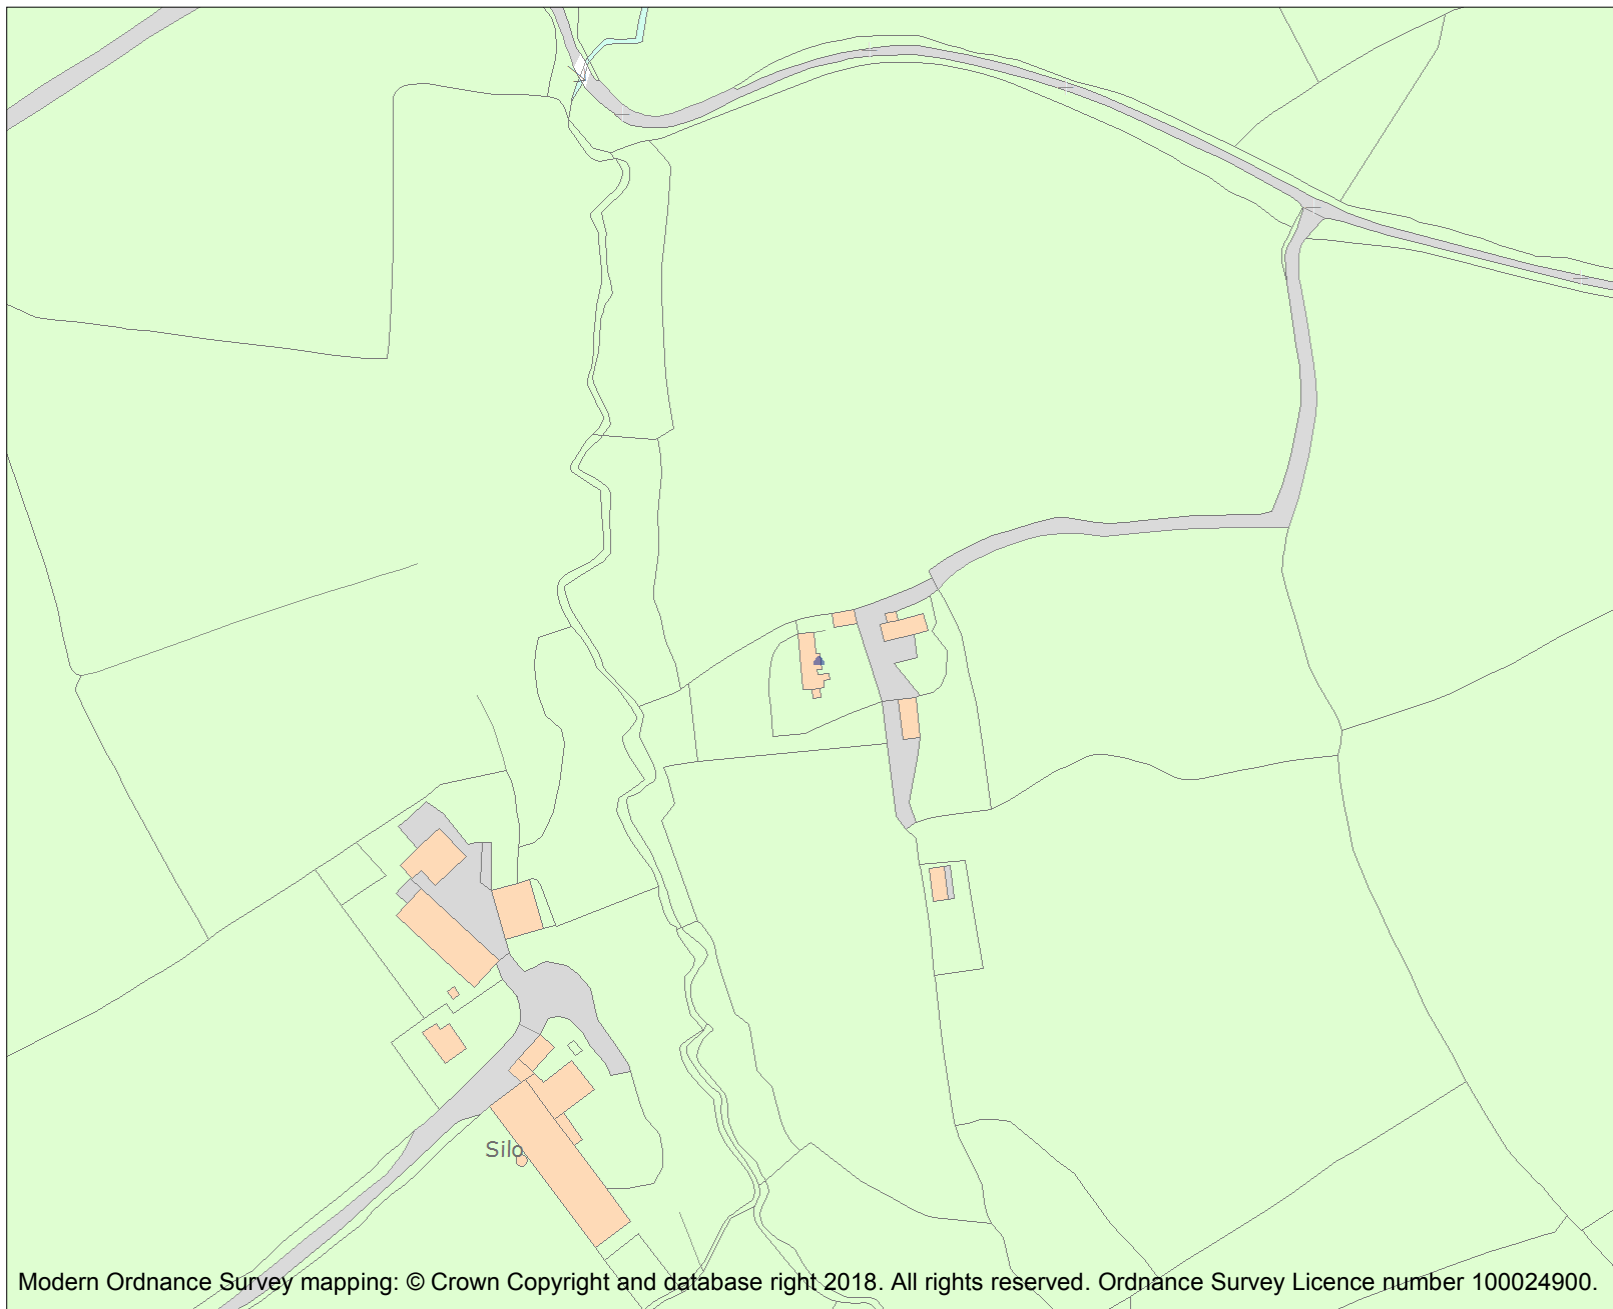 Silo
Modern Ordnance Survey mapping: © Crown Copyright and database right 2018. All rights reserved. Ordnance Survey Licence number 100024900.